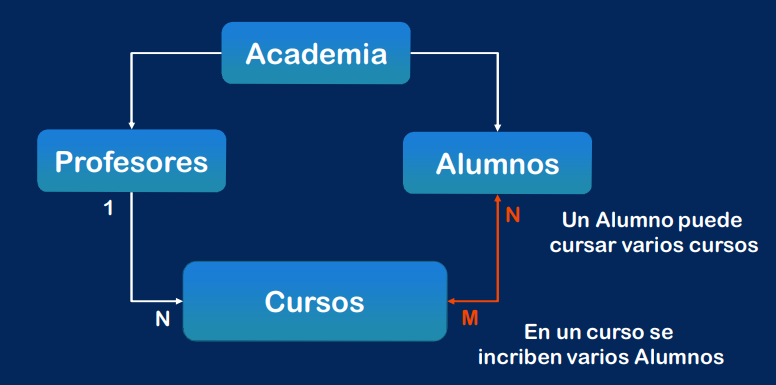 Academia
Profesores
Alumnos
1
N
Un Alumno puede
cursar varios cursos
Cursos
N
M
En un curso se
incriben varios Alumnos